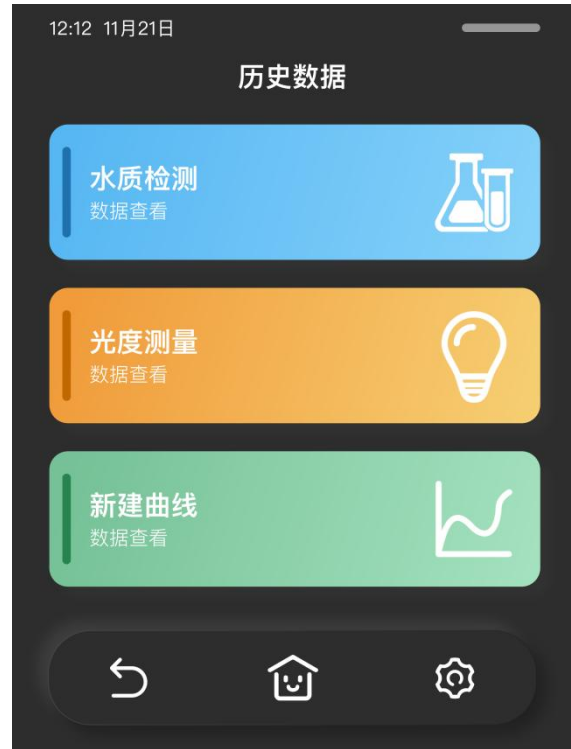 12:12 11月21日
历史数据
水质检测
数据查看
光度测量
数据查看
新建曲线
数据查看